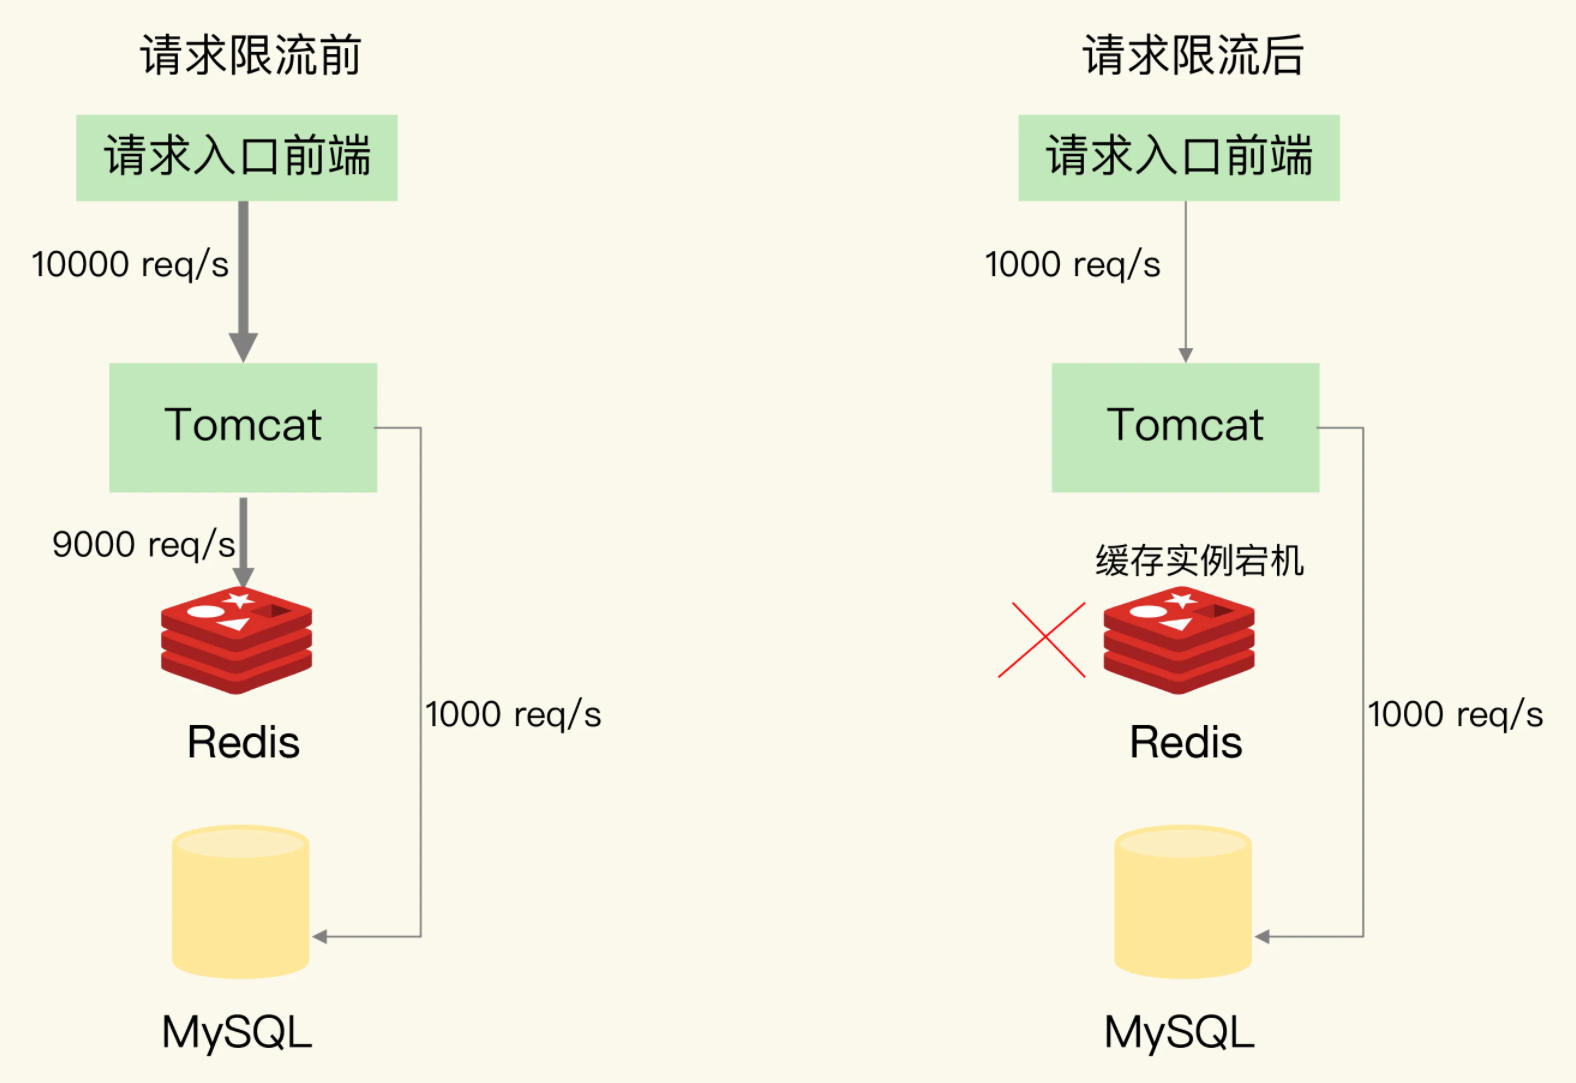 请求限流前
请求入口前端
10000 req/s
Tomcat
9000 req/s
Redis
1000 req/s
MySQL
请求限流后
请求入口前端
1000 req/s
Tomcat
缓存实例宕机
Redis
1000 req/s
MySQL